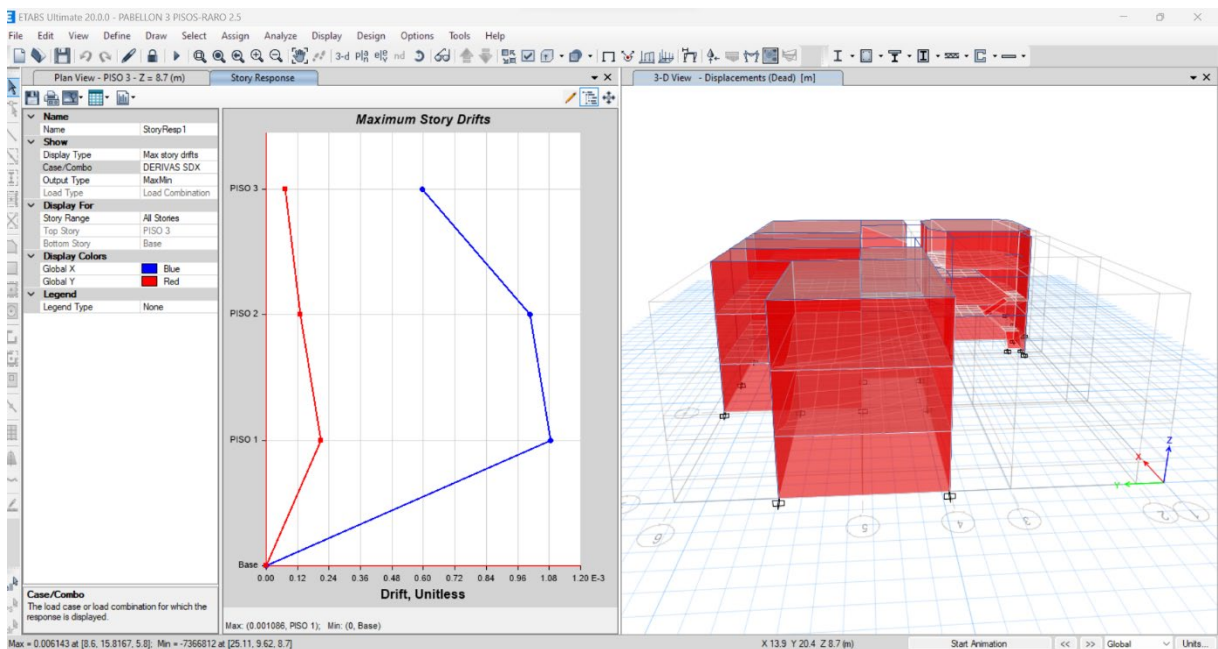 ETABS Ultimate 20.0.0 - PABELLON 3 PISOS-RARO 2.5
File Edit View Define Draw Select Assign Analyze Display Design Options Tools Help
3-d nd
Plan View - PISO 3 - Z = 8.7 (m) Story Response
3-D View - Displacements (Dead) [m]
Name
Name StoryResp1
Show
Display Type Max story drifts
Case/Combo DERIVAS SDX
Output Type MaxMin
Load Type Load Combination
Display For
Story Range All Stories
Top Story PISO 3
Bottom Story Base
Display Colors
Global X Blue
Global Y Red
Legend
Legend Type None
Case/Combo
The load case or load combination for which the
response is displayed.
Maximum Story Drifts
PISO 3
PISO 2
PISO 1
Base
0.00 0.12 0.24 0.36 0.48 0.60 0.72 0.84 0.96 1.08 1.20 E-3
Drift, Unitless
Max: (0.001086, PISO 1); Min: (0, Base)
X
Y
Z
6 5 4 3 2 1
Max = 0.006143 at [8.6, 15.8167, 5.8]; Min = -7366812 at [25.11, 9.62, 8.7]
X 13.9 Y 20.4 Z 8.7 (m) Start Animation << >> Global Units...